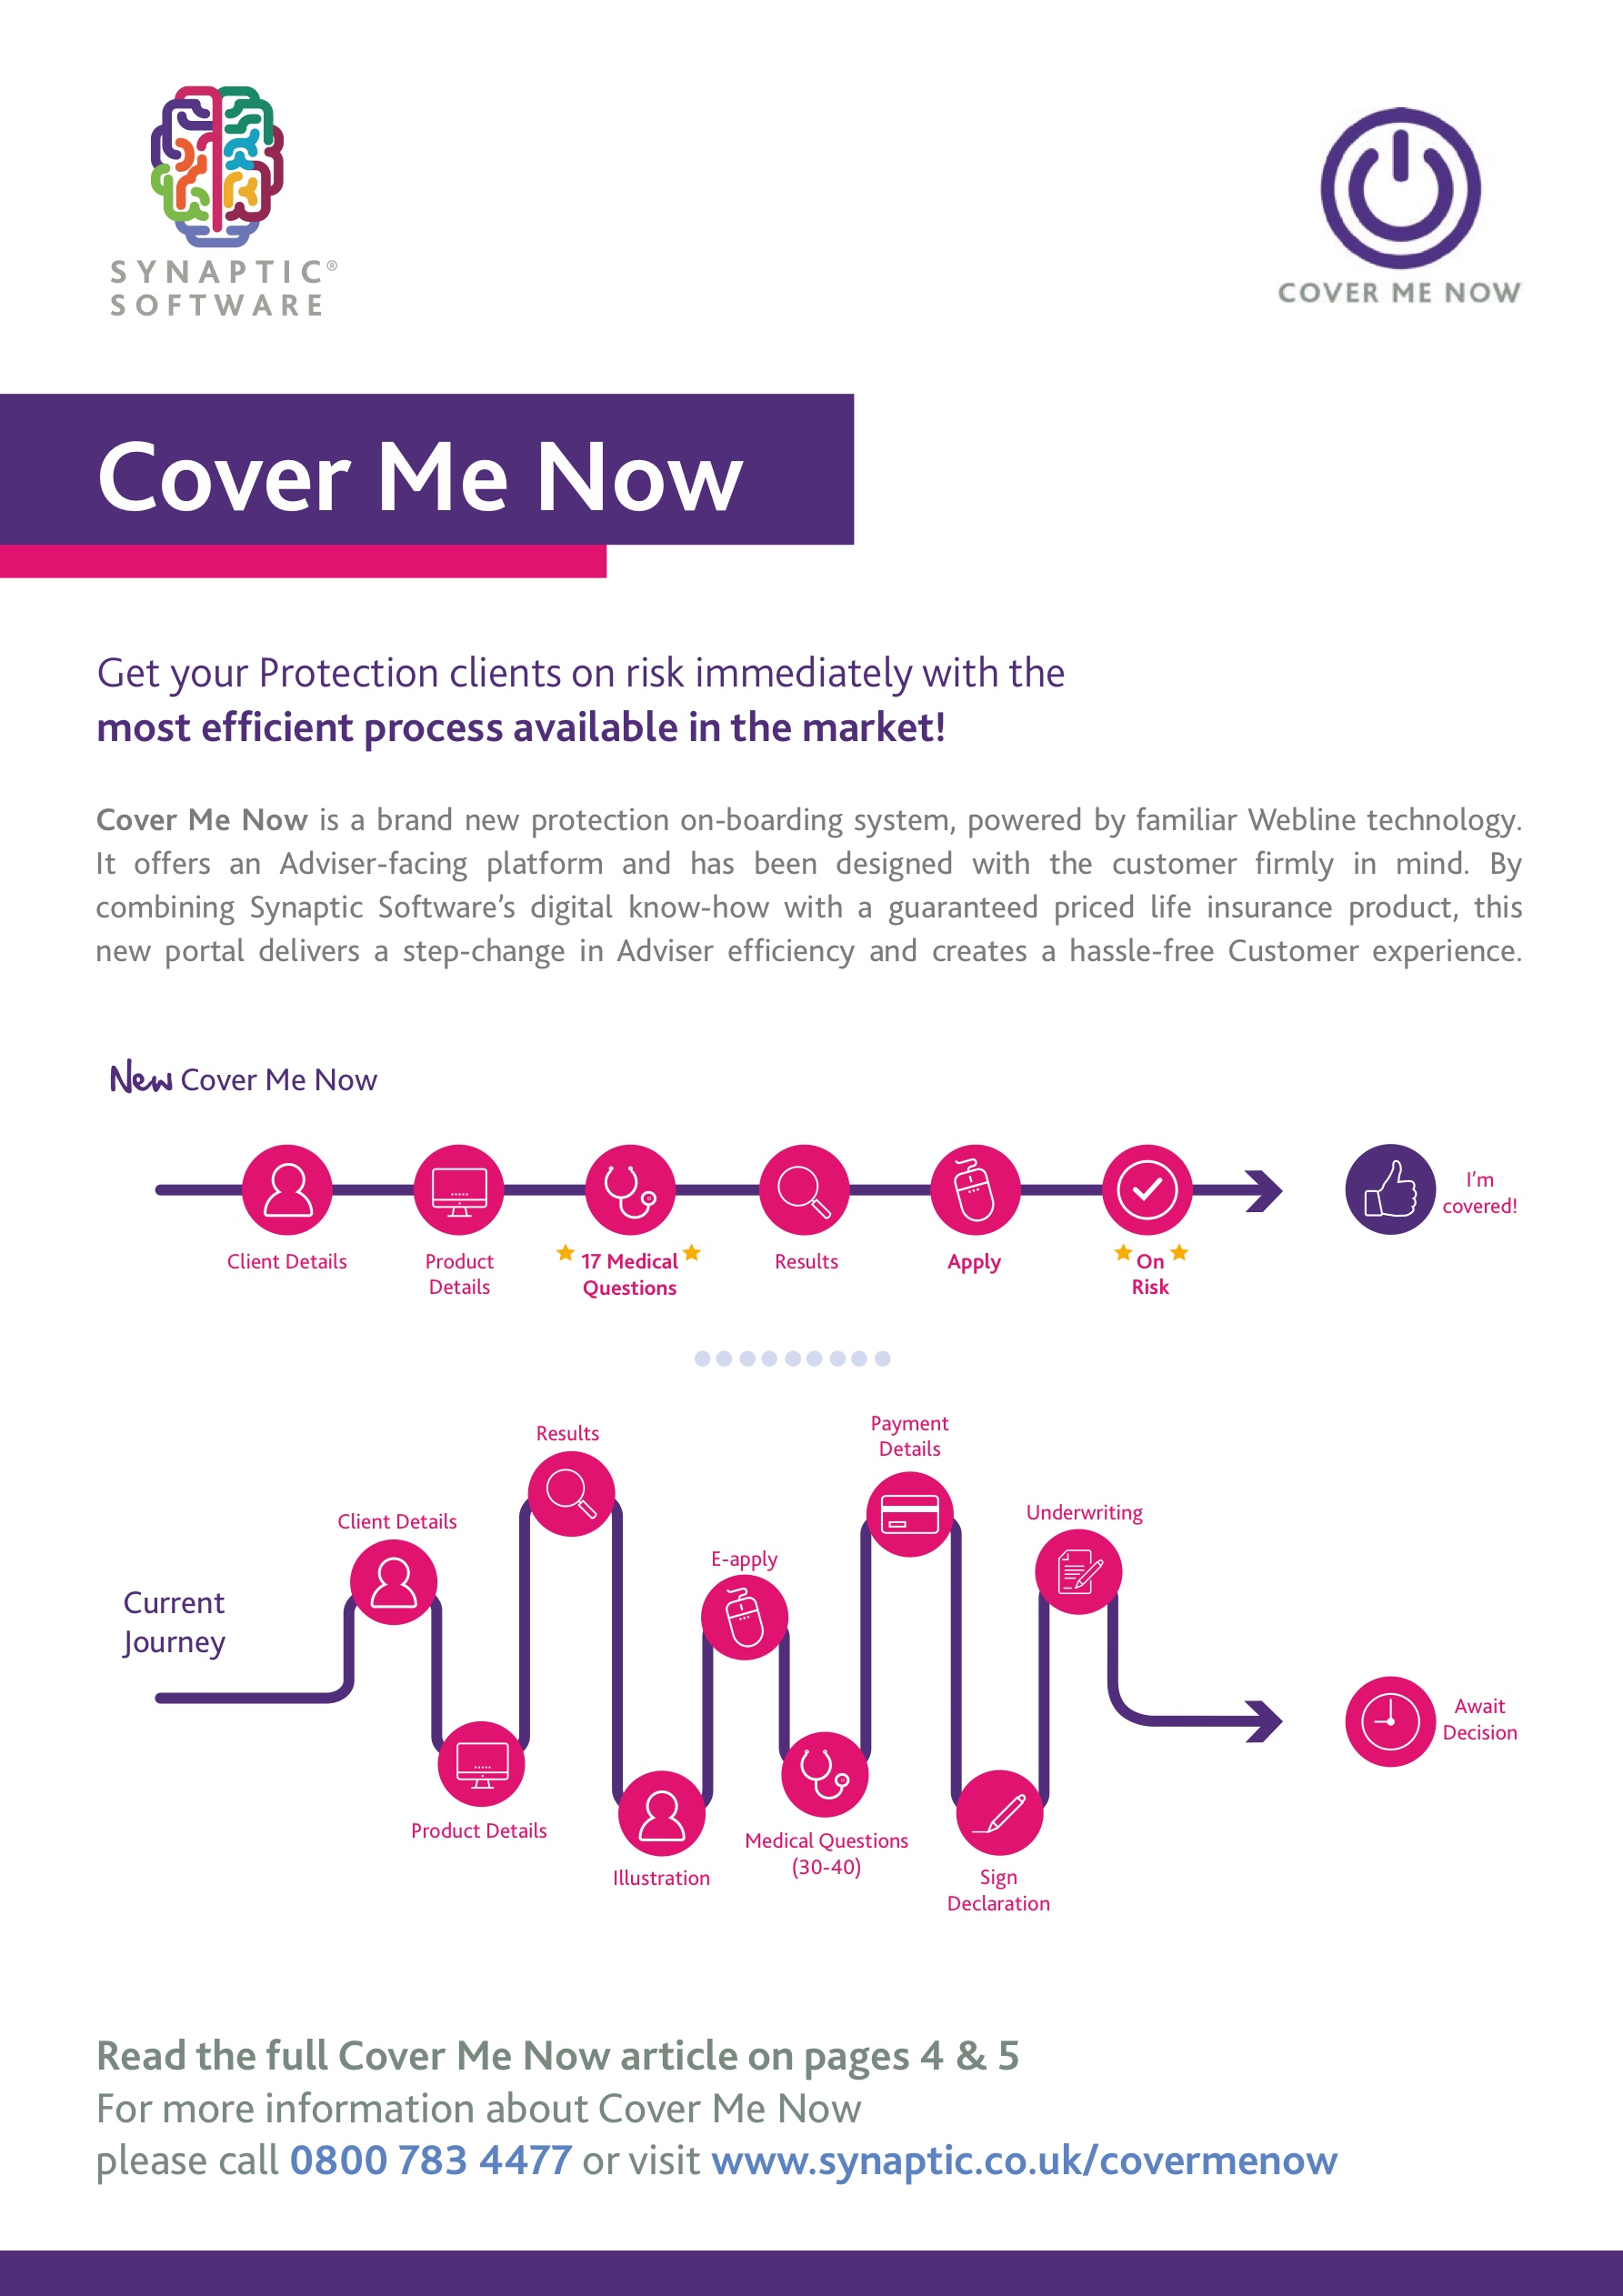 SYNAPTIC®
SOFTWARE
COVER ME NOW
Cover Me Now
Get your Protection clients on risk immediately with the
most efficient process available in the market!
Cover Me Now is a brand new protection on-boarding system, powered by familiar Webline technology.
It offers an Adviser-facing platform and has been designed with the customer firmly in mind. By
combining Synaptic Software's digital know-how with a guaranteed priced life insurance product, this
new portal delivers a step-change in Adviser efficiency and creates a hassle-free Customer experience.
New Cover Me Now
Client Details
Product
Details
17 Medical
Questions
Results
Apply
On
Risk
I'm
covered!
Current
Journey
Client Details
Product Details
Results
Illustration
E-apply
Medical Questions
(30-40)
Payment
Details
Sign
Declaration
Underwriting
Await
Decision
Read the full Cover Me Now article on pages 4 & 5
For more information about Cover Me Now
please call 0800 783 4477 or visit www.synaptic.co.uk/covermenow